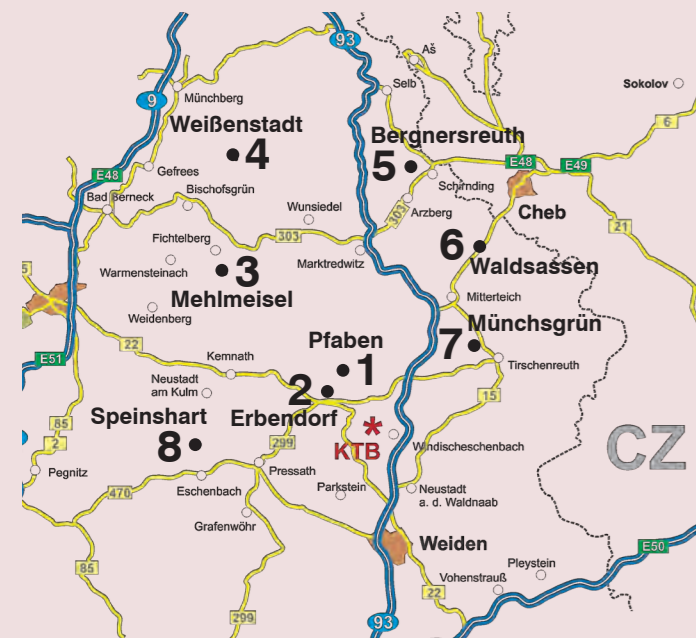 93
Aš
Selb
Sokolov
9
Münchberg
6
Weißenstadt
4
Bergnersreuth
5
E48
E49
E48
Gefrees
Schirnding
Bad Berneck
Bischofsgrün
Arzberg
Cheb
Wunsiedel
303
21
303
6
Fichtelberg
Marktredwitz
Warmensteinach
3
Waldsassen
Mehlmeisel
Mitterteich
Weidenberg
Münchsgrün
Pfaben
7
22
E51
Kemnath
1
Tirschenreuth
Neustadt
am Kulm
2
15
Speinshart
Erbendorf
85
*
CZ
8
299
KTB
Windischeschenbach
2
Pegnitz
Pressath
470
Eschenbach
Parkstein
Neustadt
a. d. Waldnaab
Grafenwöhr
Weiden
E50
Pleystein
85
Vohenstrauß
22
299
93